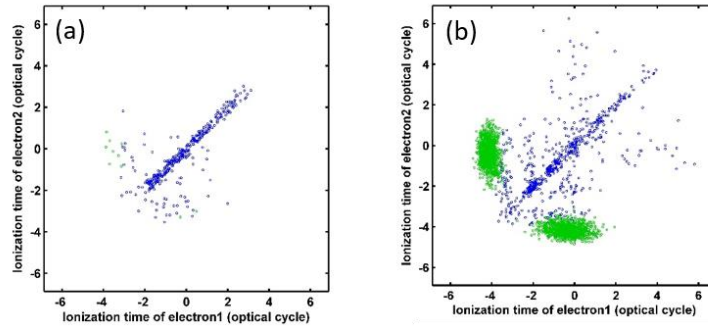 (a)
Ionization time of electron2 (optical cycle)
6
4
2
0
-2
-4
-6
-6 -4 -2 0 2 4 6
Ionization time of electron1 (optical cycle)
(b)
Ionization time of electron2 (optical cycle)
6
4
2
0
-2
-4
-6
-6 -4 -2 0 2 4 6
Ionization time of electron1 (optical cycle)